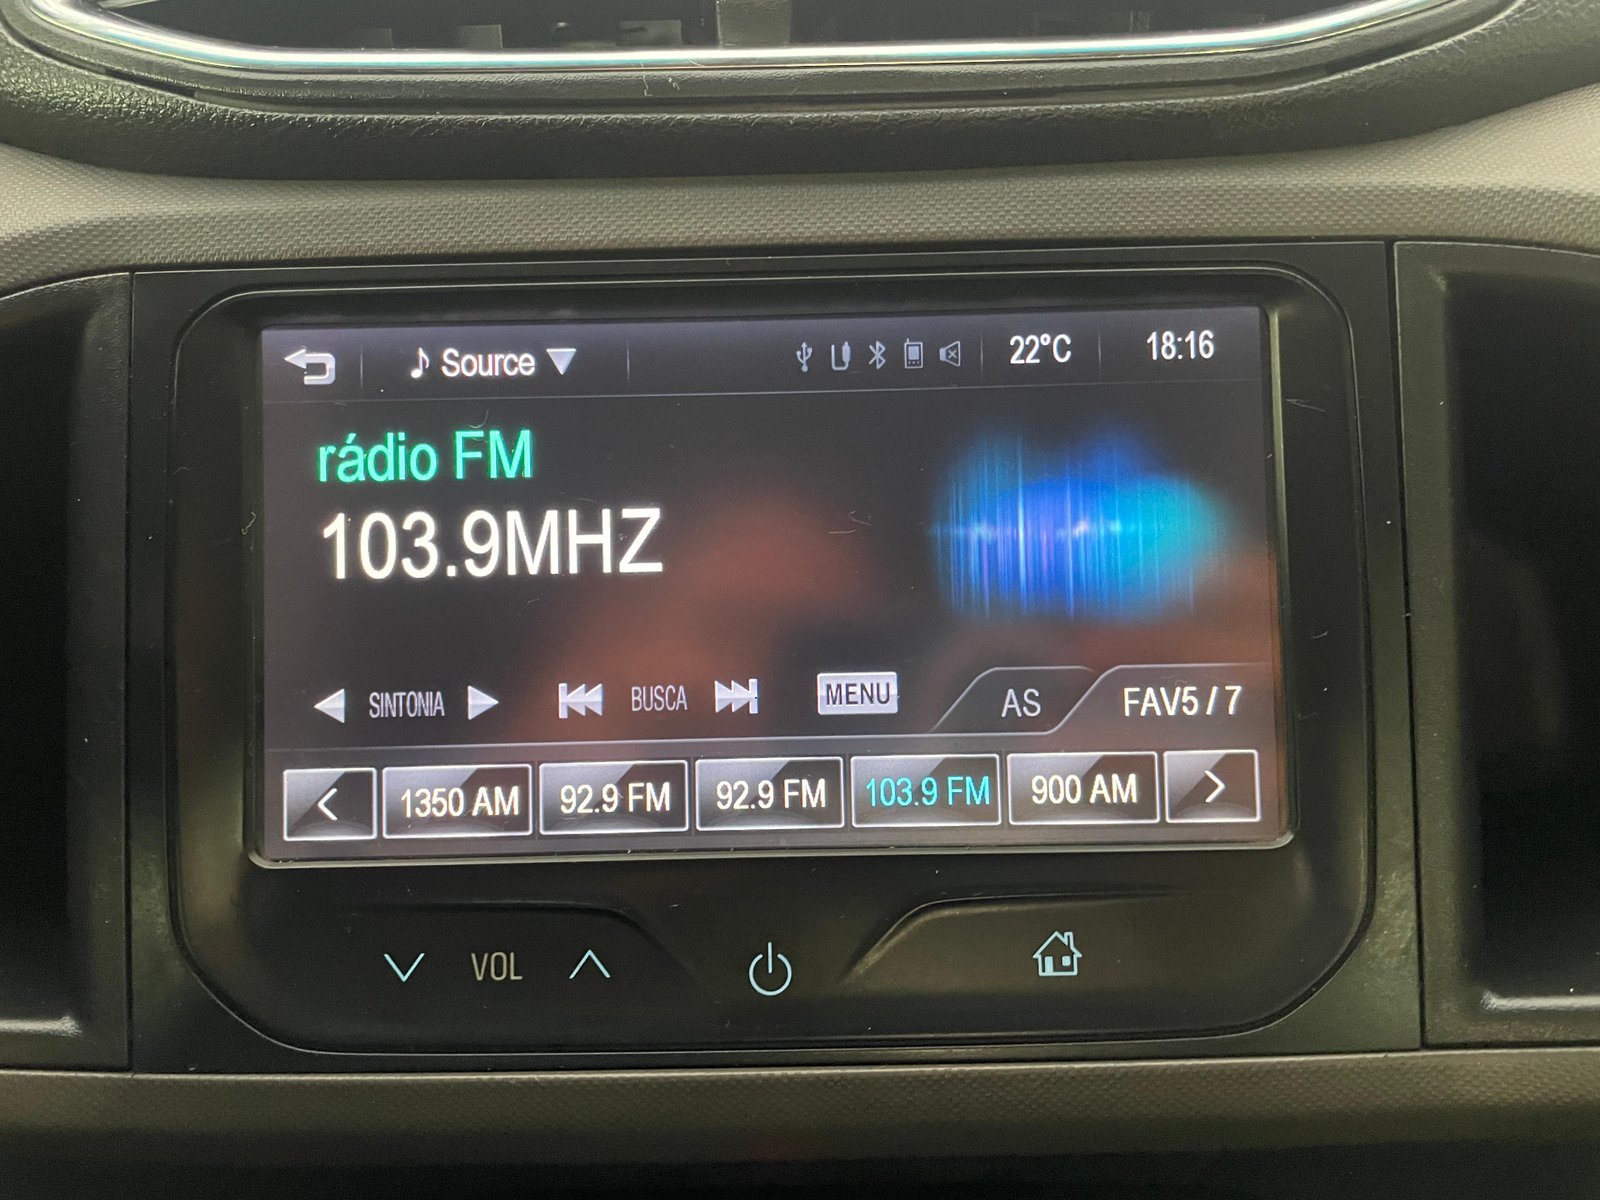 Source 22°C 18:16
rádio FM
103.9MHZ
SINTONIA BUSCA MENU AS FAV5 / 7
1350 AM 92.9 FM 92.9 FM 103.9 FM 900 AM
VOL